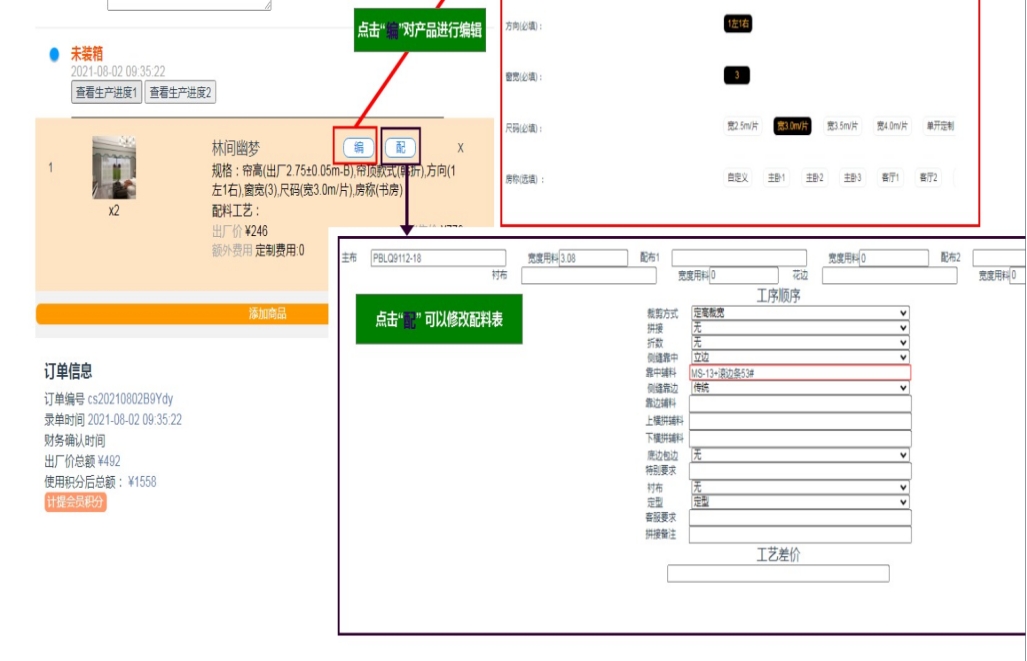 点击“编”对产品进行编辑
方向(必填)：
1左1右
窗宽(必填)：
3
尺码(必填)：
宽2.5m/片 宽3.0m/片 宽3.5m/片 宽4.0m/片 单开定制
房称(选填)：
自定义 主卧1 主卧2 主卧3 客厅1 客厅2
未装箱
2021-08-02 09:35:22
查看生产进度1 查看生产进度2
1
林间幽梦
编 配 X
规格：帘高(出厂2.75±0.05m-B),帘顶款式(韩折),方向(1
左1右),窗宽(3),尺码(宽3.0m/片),房称(书房)
x2
配料工艺：
出厂价 ¥246
额外费用 定制费用:0
添加商品
订单信息
订单编号 cs20210802B9Ydy
录单时间 2021-08-02 09:35:22
财务确认时间
出厂价总额 ¥492
使用积分后总额： ¥1558
计提会员积分
主布 PBLQ9112-18 宽度用料 3.08 配布1 宽度用料 0 配布2
衬布 宽度用料 0 花边 宽度用料 0
点击“配” 可以修改配料表
工序顺序
裁剪方式 定高裁宽
拼接 无
折数 无
侧缝靠中 立边
靠中辅料 MS-13+滚边条53#
侧缝靠边 传统
靠边辅料
上横拼辅料
下横拼辅料
底边包边 无
特别要求
衬布 无
定型 定型
客服要求
拼接备注
工艺差价